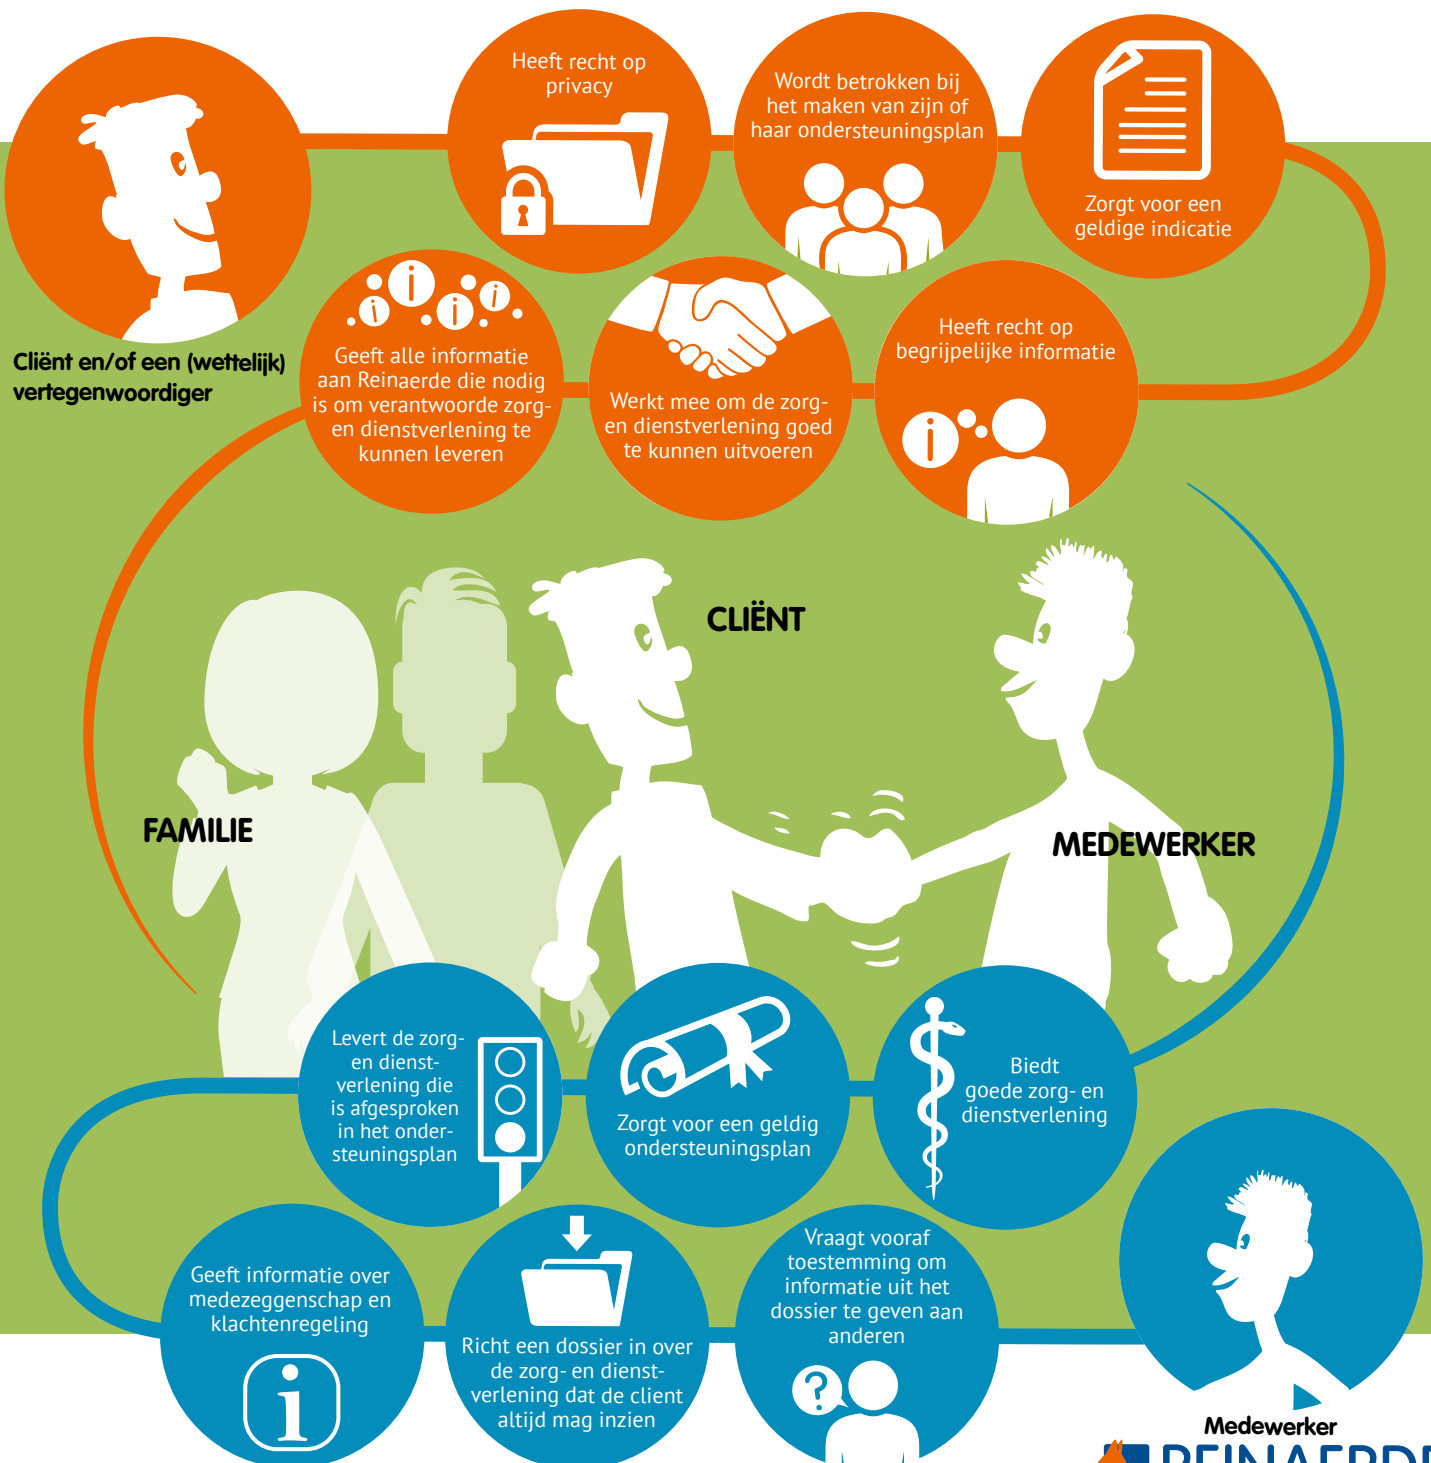 Heeft recht op
privacy
Wordt betrokken bij
het maken van zijn of
haar ondersteuningsplan
Zorgt voor een
geldige indicatie
Cliënt en/of een (wettelijk)
vertegenwoordiger
Geeft alle informatie
aan Reinaerde die nodig
is om verantwoorde zorg-
en dienstverlening te
kunnen leveren
Werkt mee om de zorg-
en dienstverlening goed
te kunnen uitvoeren
Heeft recht op
begrijpelijke informatie
CLIËNT
FAMILIE
MEDEWERKER
Levert de zorg-
en dienst-
verlening die
is afgesproken
in het onder-
steuningsplan
Zorgt voor een geldig
ondersteuningsplan
Biedt
goede zorg- en
dienstverlening
Geeft informatie over
medezeggenschap en
klachtenregeling
Richt een dossier in over
de zorg- en dienst-
verlening dat de client
altijd mag inzien
Vraagt vooraf
toestemming om
informatie uit het
dossier te geven aan
anderen
Medewerker
REINAERDE